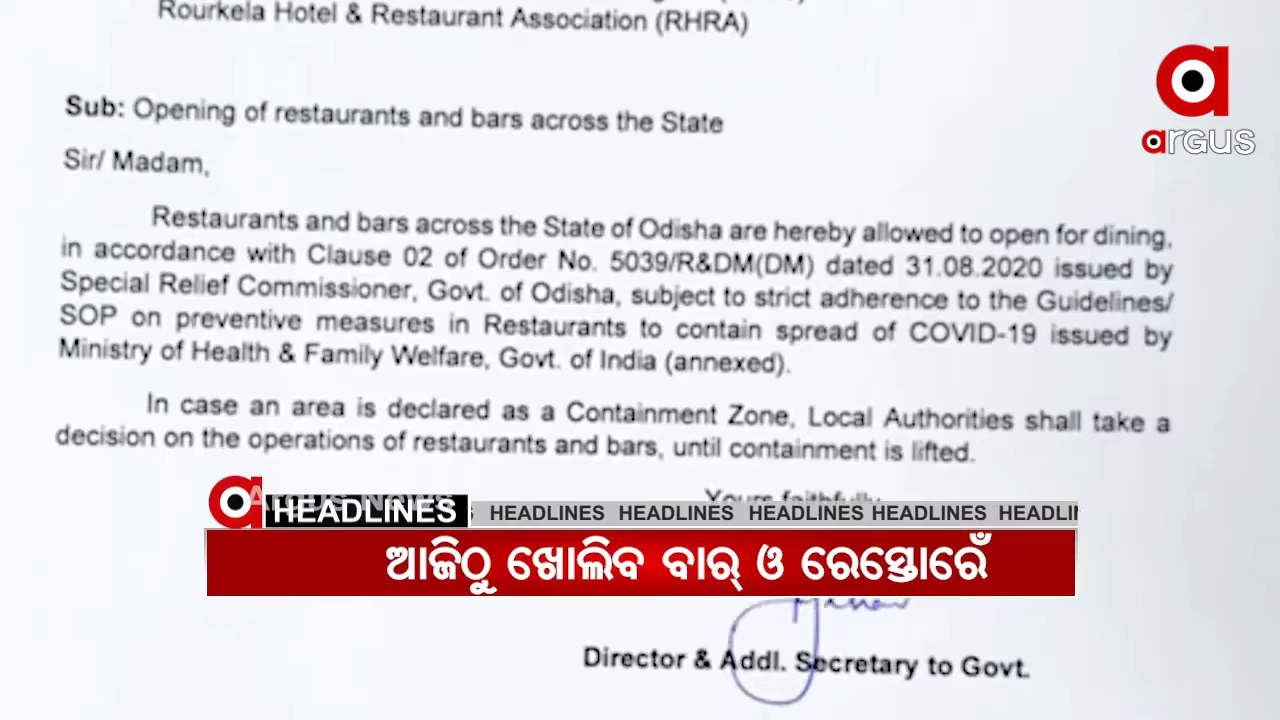 Rourkela Hotel & Restaurant Association (RHRA)
argus
Sub: Opening of restaurants and bars across the State
Sir/ Madam,
Restaurants and bars across the State of Odisha are hereby allowed to open for dining,
in accordance with Clause 02 of Order No. 5039/R&DM(DM) dated 31.08.2020 issued by
Special Relief Commissioner, Govt. of Odisha, subject to strict adherence to the Guidelines/
SOP on preventive measures in Restaurants to contain spread of COVID-19 issued by
Ministry of Health & Family Welfare, Govt. of India (annexed).
In case an area is declared as a Containment Zone, Local Authorities shall take a
decision on the operations of restaurants and bars, until containment is lifted.
Yours faithfully,
HEADLINES HEADLINES HEADLINES HEADLINES HEADLINES
ଆଜିଠୁ ଖୋଲିବ ବାର୍ ଓ ରେସ୍ତୋରେଁ
Director & Addl. Secretary to Govt.